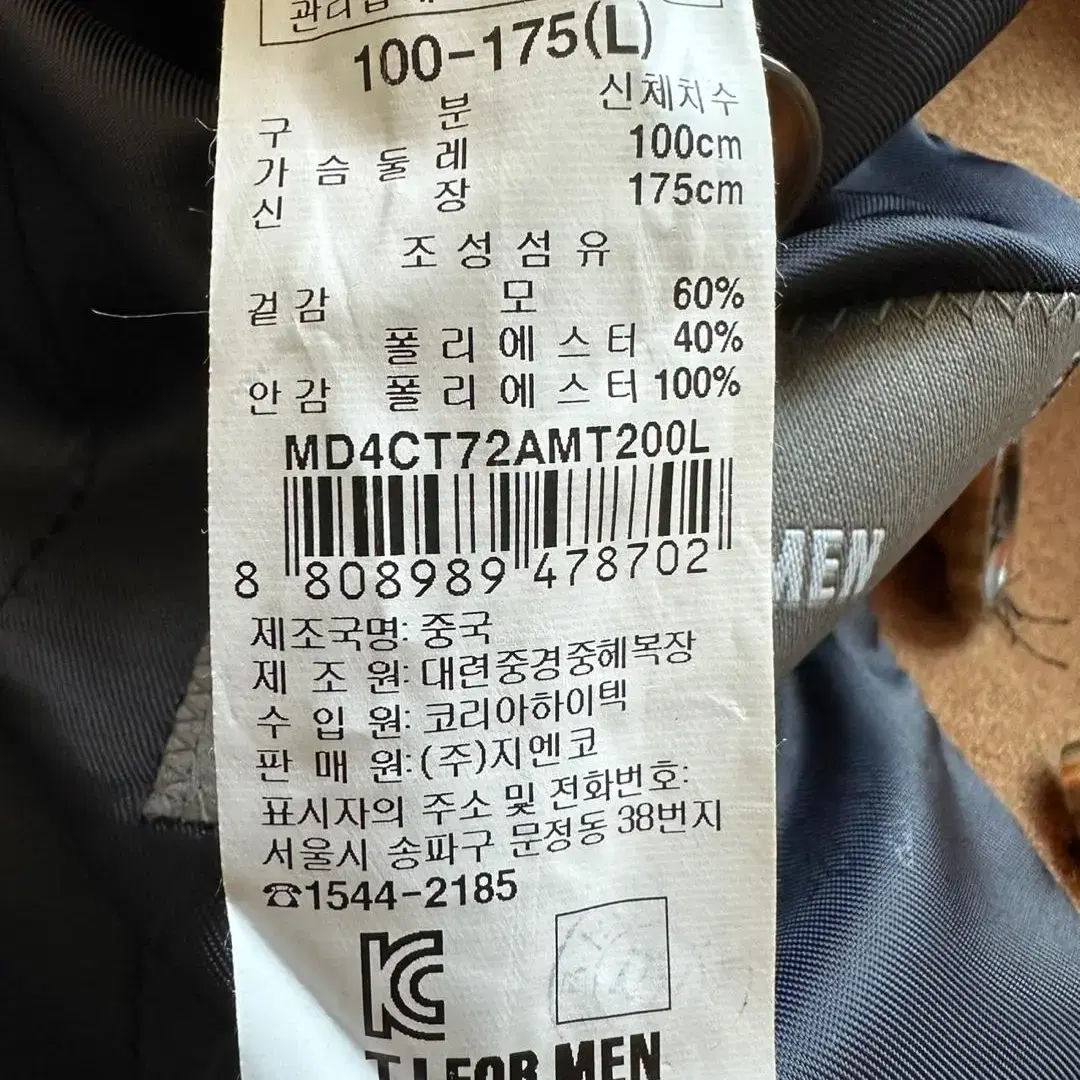 100-175(L)
구 분 신체치수
가 슴 둘 레 100cm
신 장 175cm
조 성 섬 유
겉 감 모 60%
폴 리 에 스 터 40%
안 감 폴 리 에 스 터 100%
MD4CT72AMT200L
8 808989 478702
제조국명: 중국
제 조 원: 대련중경중혜복장
수 입 원: 코리아하이텍
판 매 원: (주)지엔코
표시자의 주소 및 전화번호:
서울시 송파구 문정동 38번지
☎1544-2185
KC
FOR MEN
MEN